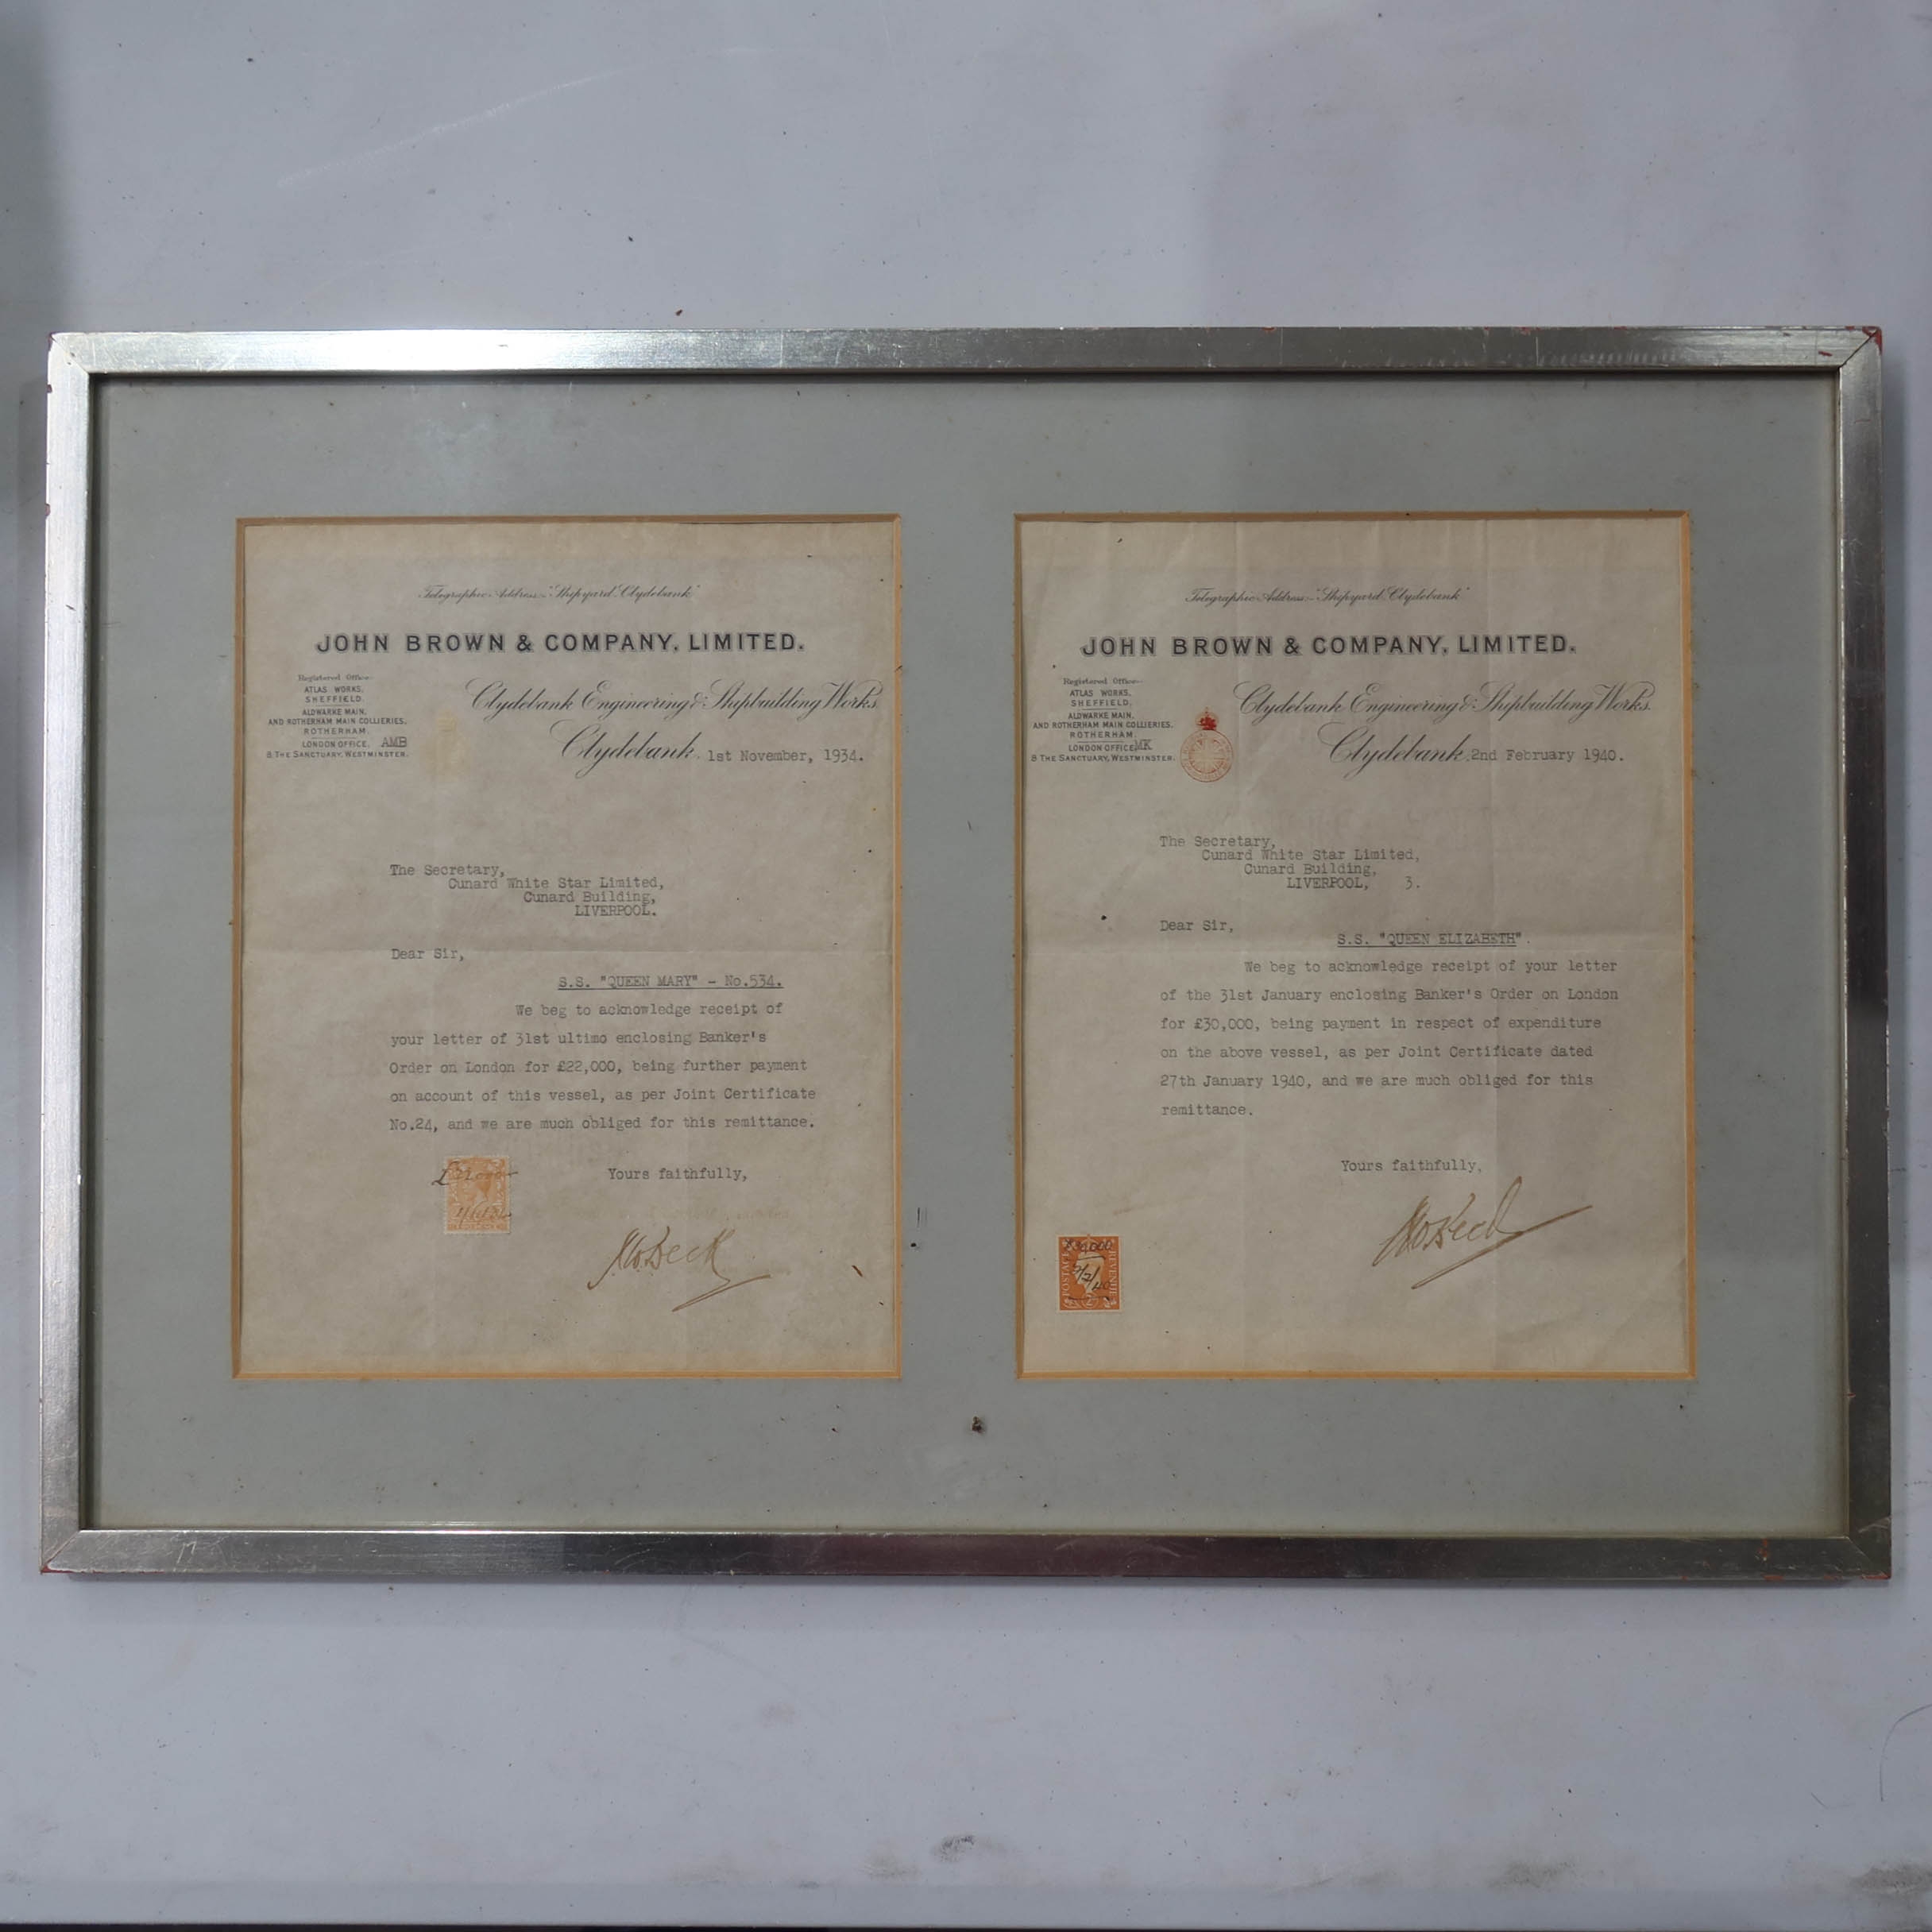 Telegraphic Address: "Shipyard, Clydebank"
JOHN BROWN & COMPANY, LIMITED.
Registered Office:
ATLAS WORKS,
SHEFFIELD.
ALDWARKE MAIN,
AND ROTHERHAM MAIN COLLIERIES,
ROTHERHAM.
LONDON OFFICE, AMB
8 THE SANCTUARY, WESTMINSTER.
Clydebank Engineering & Shipbuilding Works.
Clydebank, 1st November, 1934.
The Secretary,
Cunard White Star Limited,
Cunard Building,
LIVERPOOL.
Dear Sir,
S.S. "QUEEN MARY" - No.534.
We beg to acknowledge receipt of
your letter of 31st ultimo enclosing Banker's
Order on London for £22,000, being further payment
on account of this vessel, as per Joint Certificate
No.24, and we are much obliged for this remittance.
Yours faithfully,
Telegraphic Address: "Shipyard, Clydebank"
JOHN BROWN & COMPANY, LIMITED.
Registered Office:
ATLAS WORKS,
SHEFFIELD.
ALDWARKE MAIN,
AND ROTHERHAM MAIN COLLIERIES,
ROTHERHAM.
LONDON OFFICE, MK
8 THE SANCTUARY, WESTMINSTER.
Clydebank Engineering & Shipbuilding Works.
Clydebank, 2nd February 1940.
The Secretary,
Cunard White Star Limited,
Cunard Building,
LIVERPOOL, 3.
Dear Sir,
S.S. "QUEEN ELIZABETH".
We beg to acknowledge receipt of your letter
of the 31st January enclosing Banker's Order on London
for £30,000, being payment in respect of expenditure
on the above vessel, as per Joint Certificate dated
27th January 1940, and we are much obliged for this
remittance.
Yours faithfully,
£30,000
2/2/40
POSTAGE
REVENUE